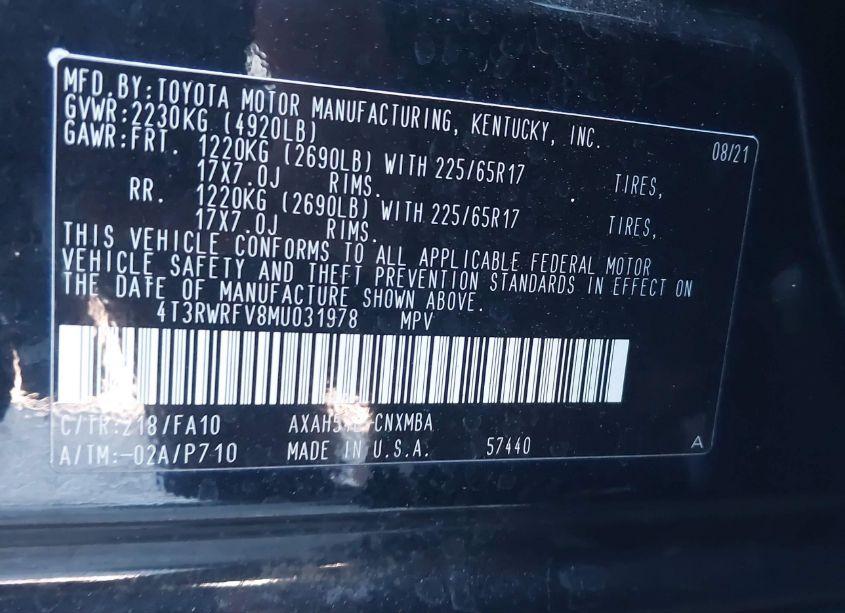 MFD.BY:TOYOTA MOTOR MANUFACTURING, KENTUCKY, INC. 08/21
GVWR:2230KG (4920LB)
GAWR:FRT. 1220KG (2690LB) WITH 225/65R17 TIRES,
17X7.0J RIMS.
RR. 1220KG (2690LB) WITH 225/65R17 TIRES,
17X7.0J RIMS.
THIS VEHICLE CONFORMS TO ALL APPLICABLE FEDERAL MOTOR
VEHICLE SAFETY AND THEFT PREVENTION STANDARDS IN EFFECT ON
THE DATE OF MANUFACTURE SHOWN ABOVE.
4T3RWRFV8MU031978 MPV
C/TR:218/FA10 CNXMBA
A/TM:-02A/P710 MADE IN U.S.A. 57440 A